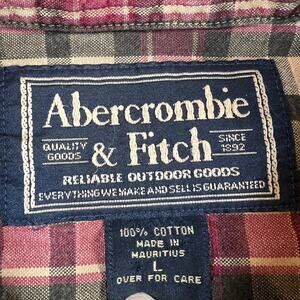 Abercrombie
QUALITY GOODS & Fitch SINCE 1892
RELIABLE OUTDOOR GOODS
EVERYTHING WE MAKE AND SELL IS GUARANTEED
100% COTTON
MADE IN
MAURITIUS
L
OVER FOR CARE